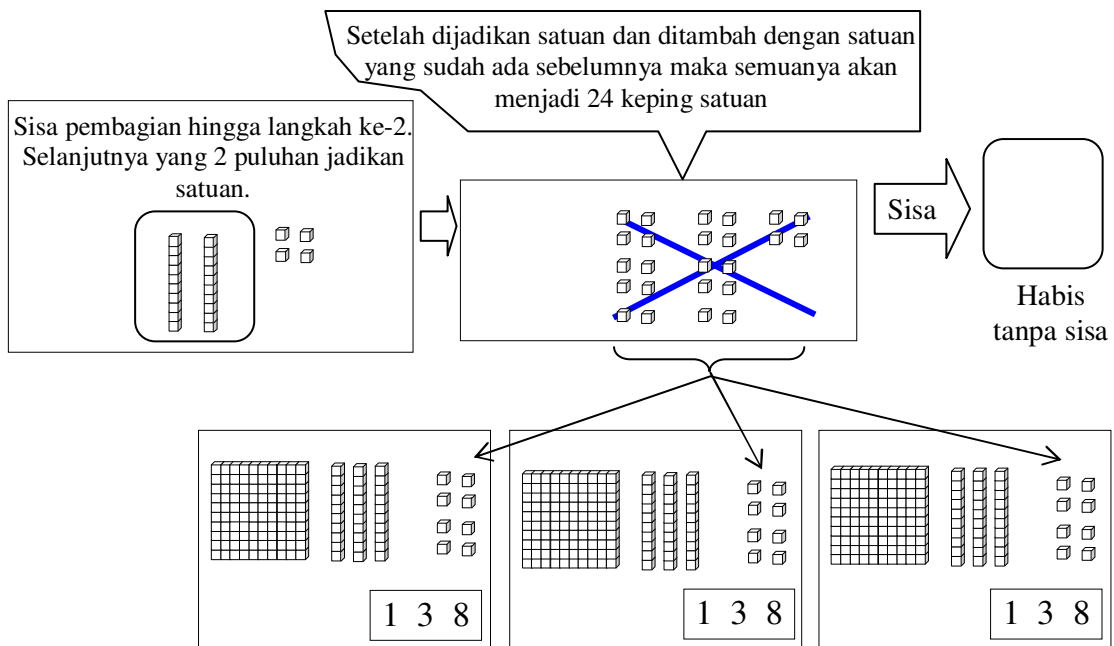 Setelah dijadikan satuan dan ditambah dengan satuan
yang sudah ada sebelumnya maka semuanya akan
menjadi 24 keping satuan
Sisa pembagian hingga langkah ke-2.
Selanjutnya yang 2 puluhan jadikan
satuan.
Sisa
Habis
tanpa sisa
1 3 8
1 3 8
1 3 8